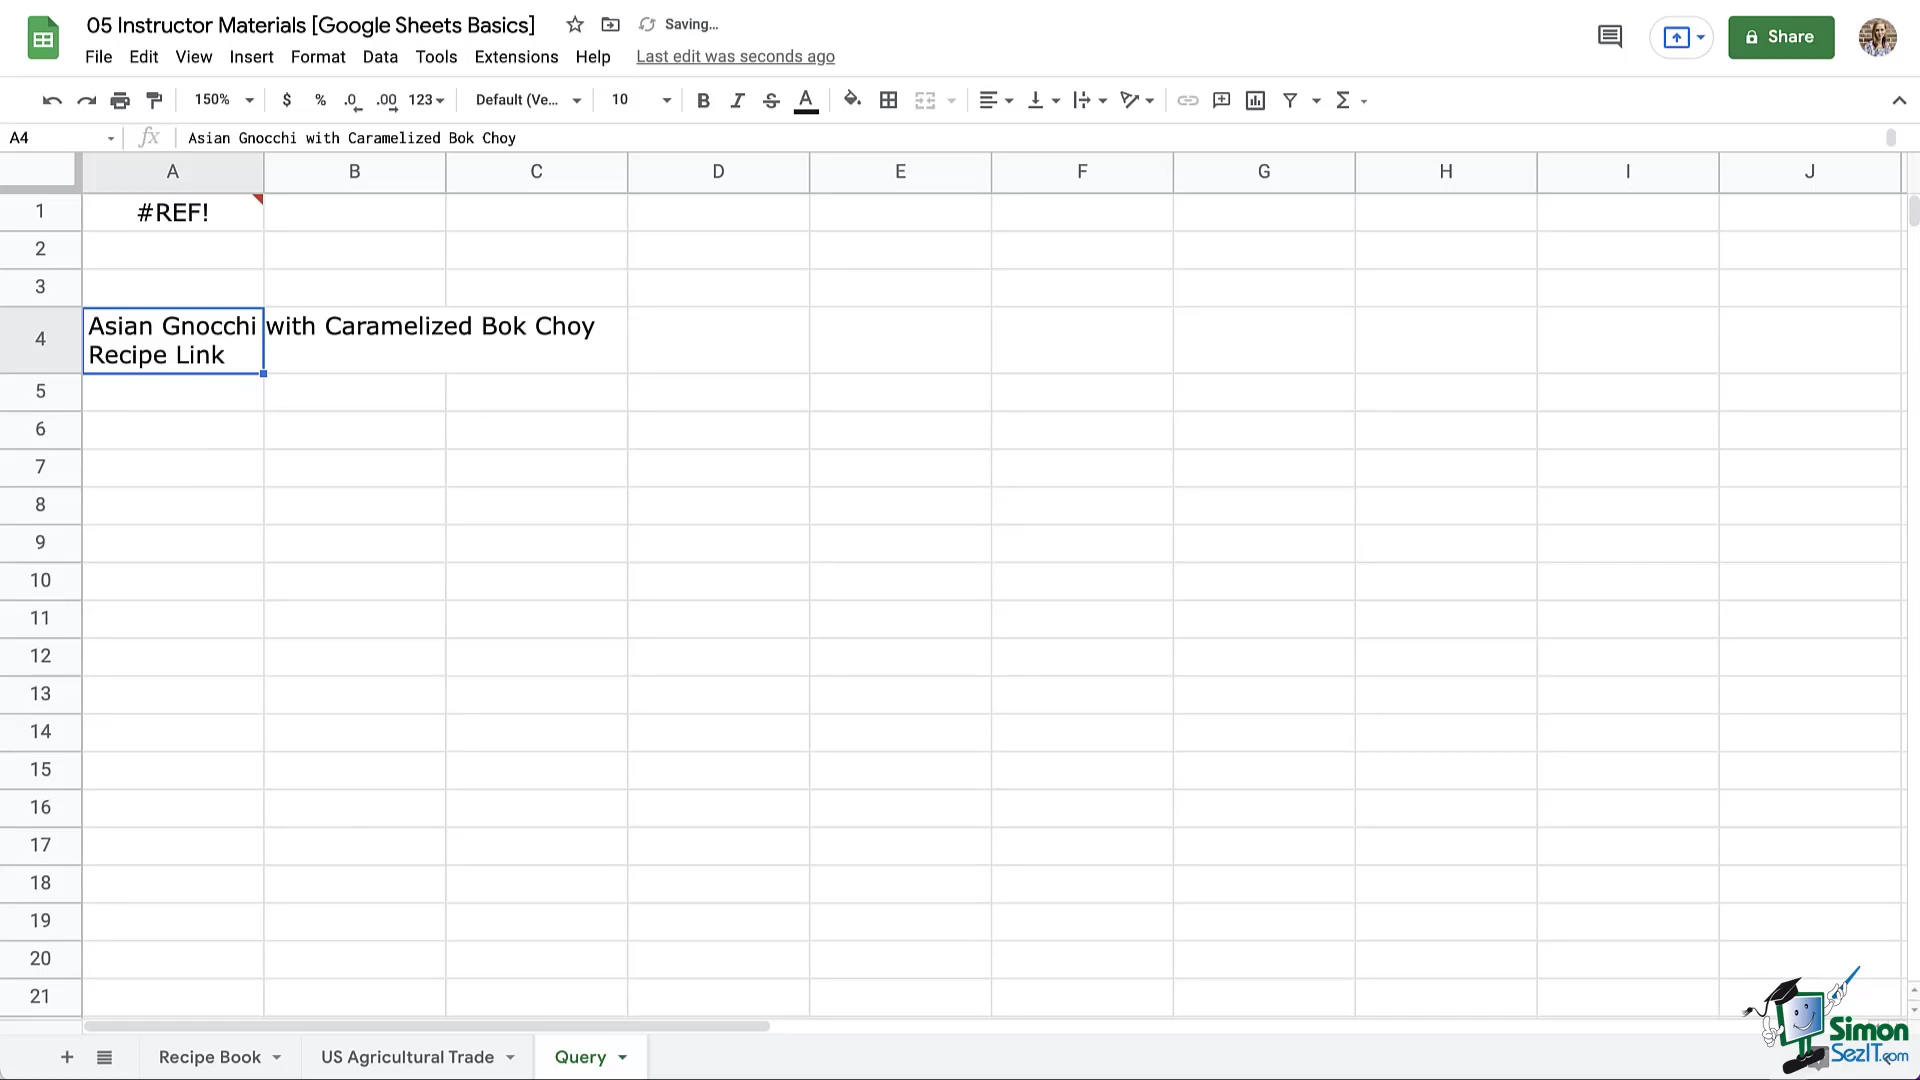 05 Instructor Materials [Google Sheets Basics] Saving...
File Edit View Insert Format Data Tools Extensions Help Last edit was seconds ago
Share
150% $ % .0 .00 123 Default (Ve... 10 B I S A Σ
A4 fx Asian Gnocchi with Caramelized Bok Choy
A B C D E F G H I J
1 #REF!
2
3
4 Asian Gnocchi with Caramelized Bok Choy
Recipe Link
5
6
7
8
9
10
11
12
13
14
15
16
17
18
19
20
21
Simon
SezIT.com
+ Recipe Book US Agricultural Trade Query